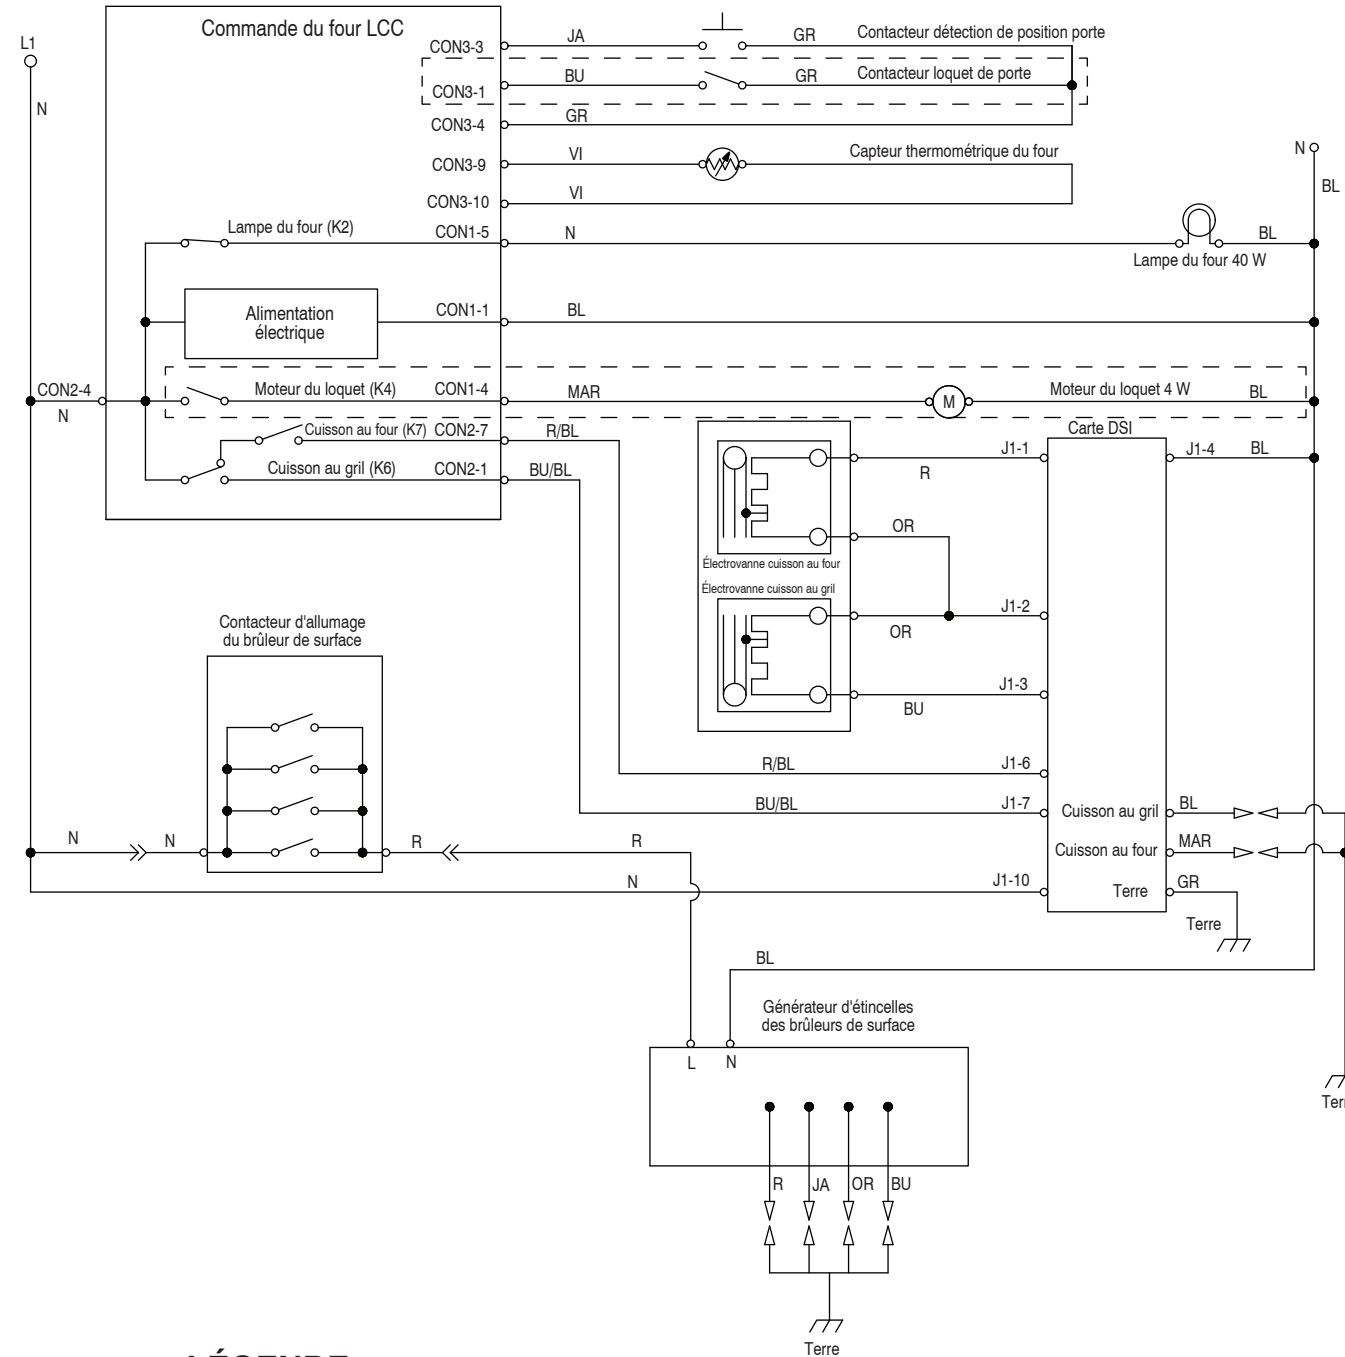 Commande du four LCC
L1
N
CON3-3
JA
GR
Contacteur détection de position porte
CON3-1
BU
GR
Contacteur loquet de porte
CON3-4
GR
CON3-9
VI
Capteur thermométrique du four
CON3-10
VI
N
BL
Lampe du four (K2)
CON1-5
N
BL
Lampe du four 40 W
Alimentation
électrique
CON1-1
BL
CON2-4
N
Moteur du loquet (K4)
CON1-4
MAR
M
Moteur du loquet 4 W
BL
Cuisson au four (K7)
CON2-7
R/BL
Cuisson au gril (K6)
CON2-1
BU/BL
Carte DSI
J1-1
R
J1-4
BL
OR
Électrovanne cuisson au four
Électrovanne cuisson au gril
J1-2
OR
J1-3
BU
Contacteur d'allumage
du brûleur de surface
R/BL
J1-6
BU/BL
J1-7
Cuisson au gril
BL
N
N
R
R
Cuisson au four
MAR
N
J1-10
Terre
GR
Terre
BL
Générateur d'étincelles
des brûleurs de surface
L
N
R
JA
OR
BU
Terre